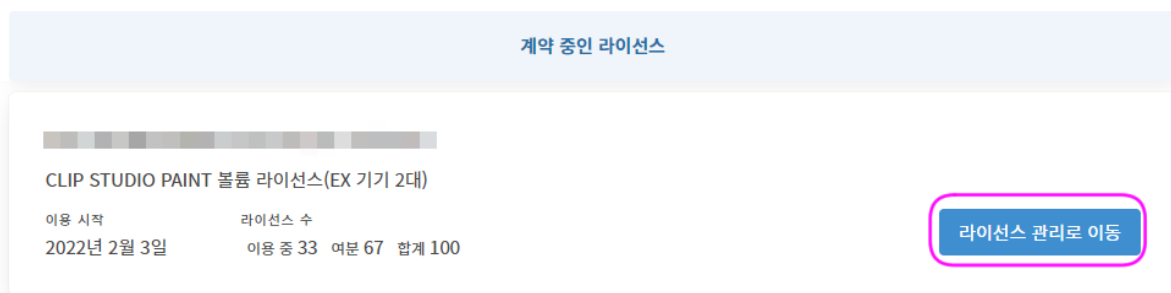 계약 중인 라이선스
CLIP STUDIO PAINT 볼륨 라이선스(EX 기기 2대)
이용 시작 라이선스 수
2022년 2월 3일 이용 중 33 여분 67 합계 100
라이선스 관리로 이동